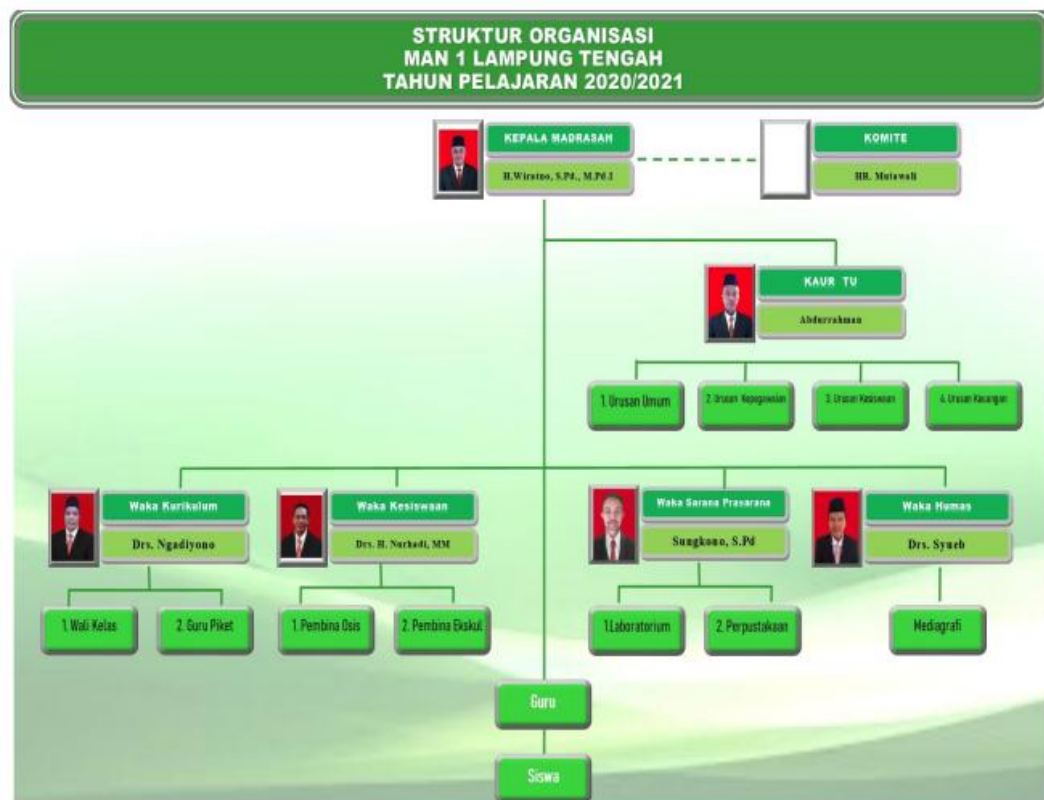 STRUKTUR ORGANISASI
MAN 1 LAMPUNG TENGAH
TAHUN PELAJARAN 2020/2021
KEPALA MADRASAH
H.Wiratno, S.Pd., M.Pd.I
KOMITE
HR. Mutawali
KAUR TU
Abdurrahman
1. Urusan Umum
2. Urusan Kepegawaian
3. Urusan Kesiswaan
4. Urusan Keuangan
Waka Kurikulum
Drs. Ngadiyono
Waka Kesiswaan
Drs. H. Nurhadi, MM
Waka Sarana Prasarana
Sungkono, S.Pd
Waka Humas
Drs. Syueb
1. Wali Kelas
2. Guru Piket
1. Pembina Osis
2. Pembina Ekskul
1.Laboratorium
2. Perpustakaan
Mediagrafi
Guru
Siswa